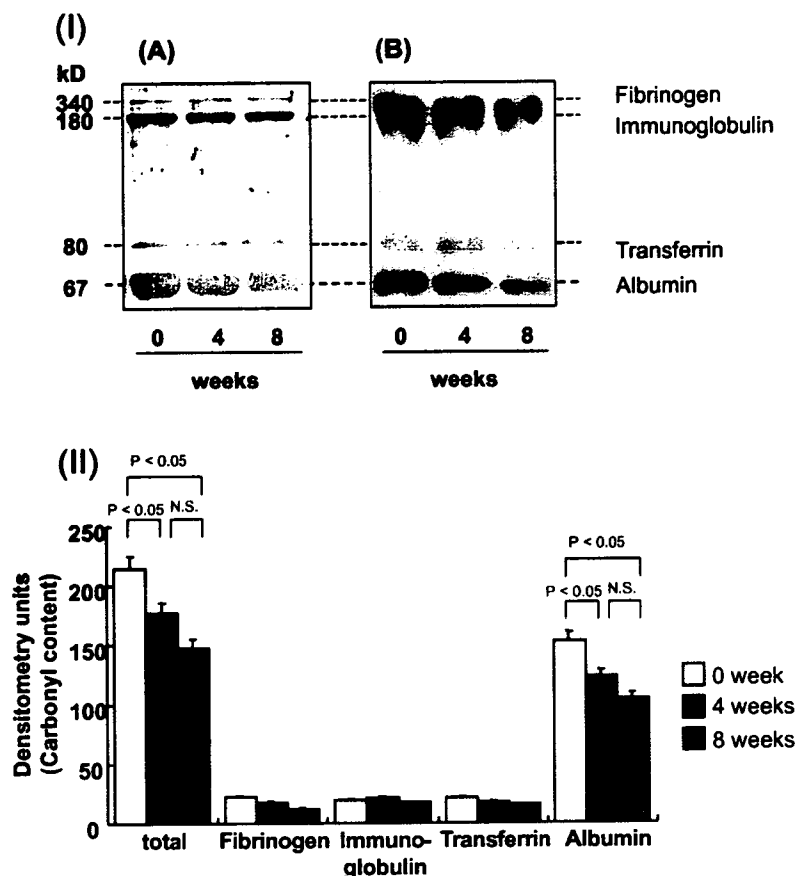 (I)
(A)
(B)
kD
340
180
80
67
Fibrinogen
Immunoglobulin
Transferrin
Albumin
0 4 8
weeks
0 4 8
weeks
(II)
P < 0.05
P < 0.05 N.S.
P < 0.05
P < 0.05 N.S.
Densitometry units
(Carbonyl content)
250
200
150
100
50
0
total
Fibrinogen
Immuno-
globulin
Transferrin
Albumin
0 week
4 weeks
8 weeks